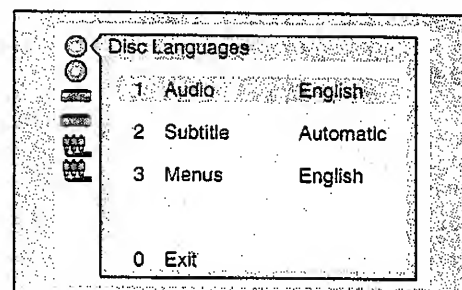 Disc Languages
1 Audio English
2 Subtitle Automatic
3 Menus English
0 Exit